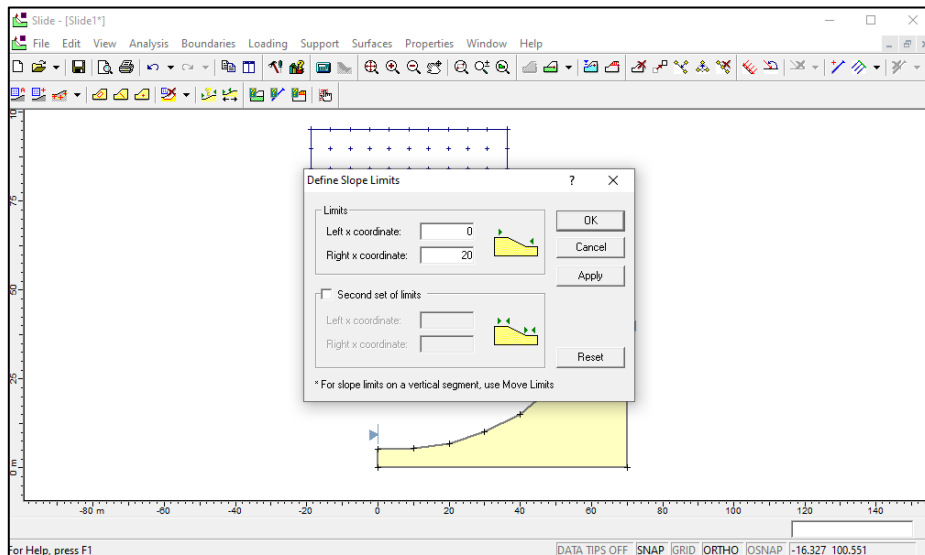 Slide - [Slide1*]
File Edit View Analysis Boundaries Loading Support Surfaces Properties Window Help
Define Slope Limits ? X
Limits
Left x coordinate: 0
Right x coordinate: 20
OK
Cancel
Apply
Second set of limits
Left x coordinate:
Right x coordinate:
Reset
* For slope limits on a vertical segment, use Move Limits
75
50
25
0 m
-80 m -60 -40 -20 0 20 40 60 80 100 120 140
For Help, press F1
DATA TIPS OFF SNAP GRID ORTHO OSNAP -16.327 100.551